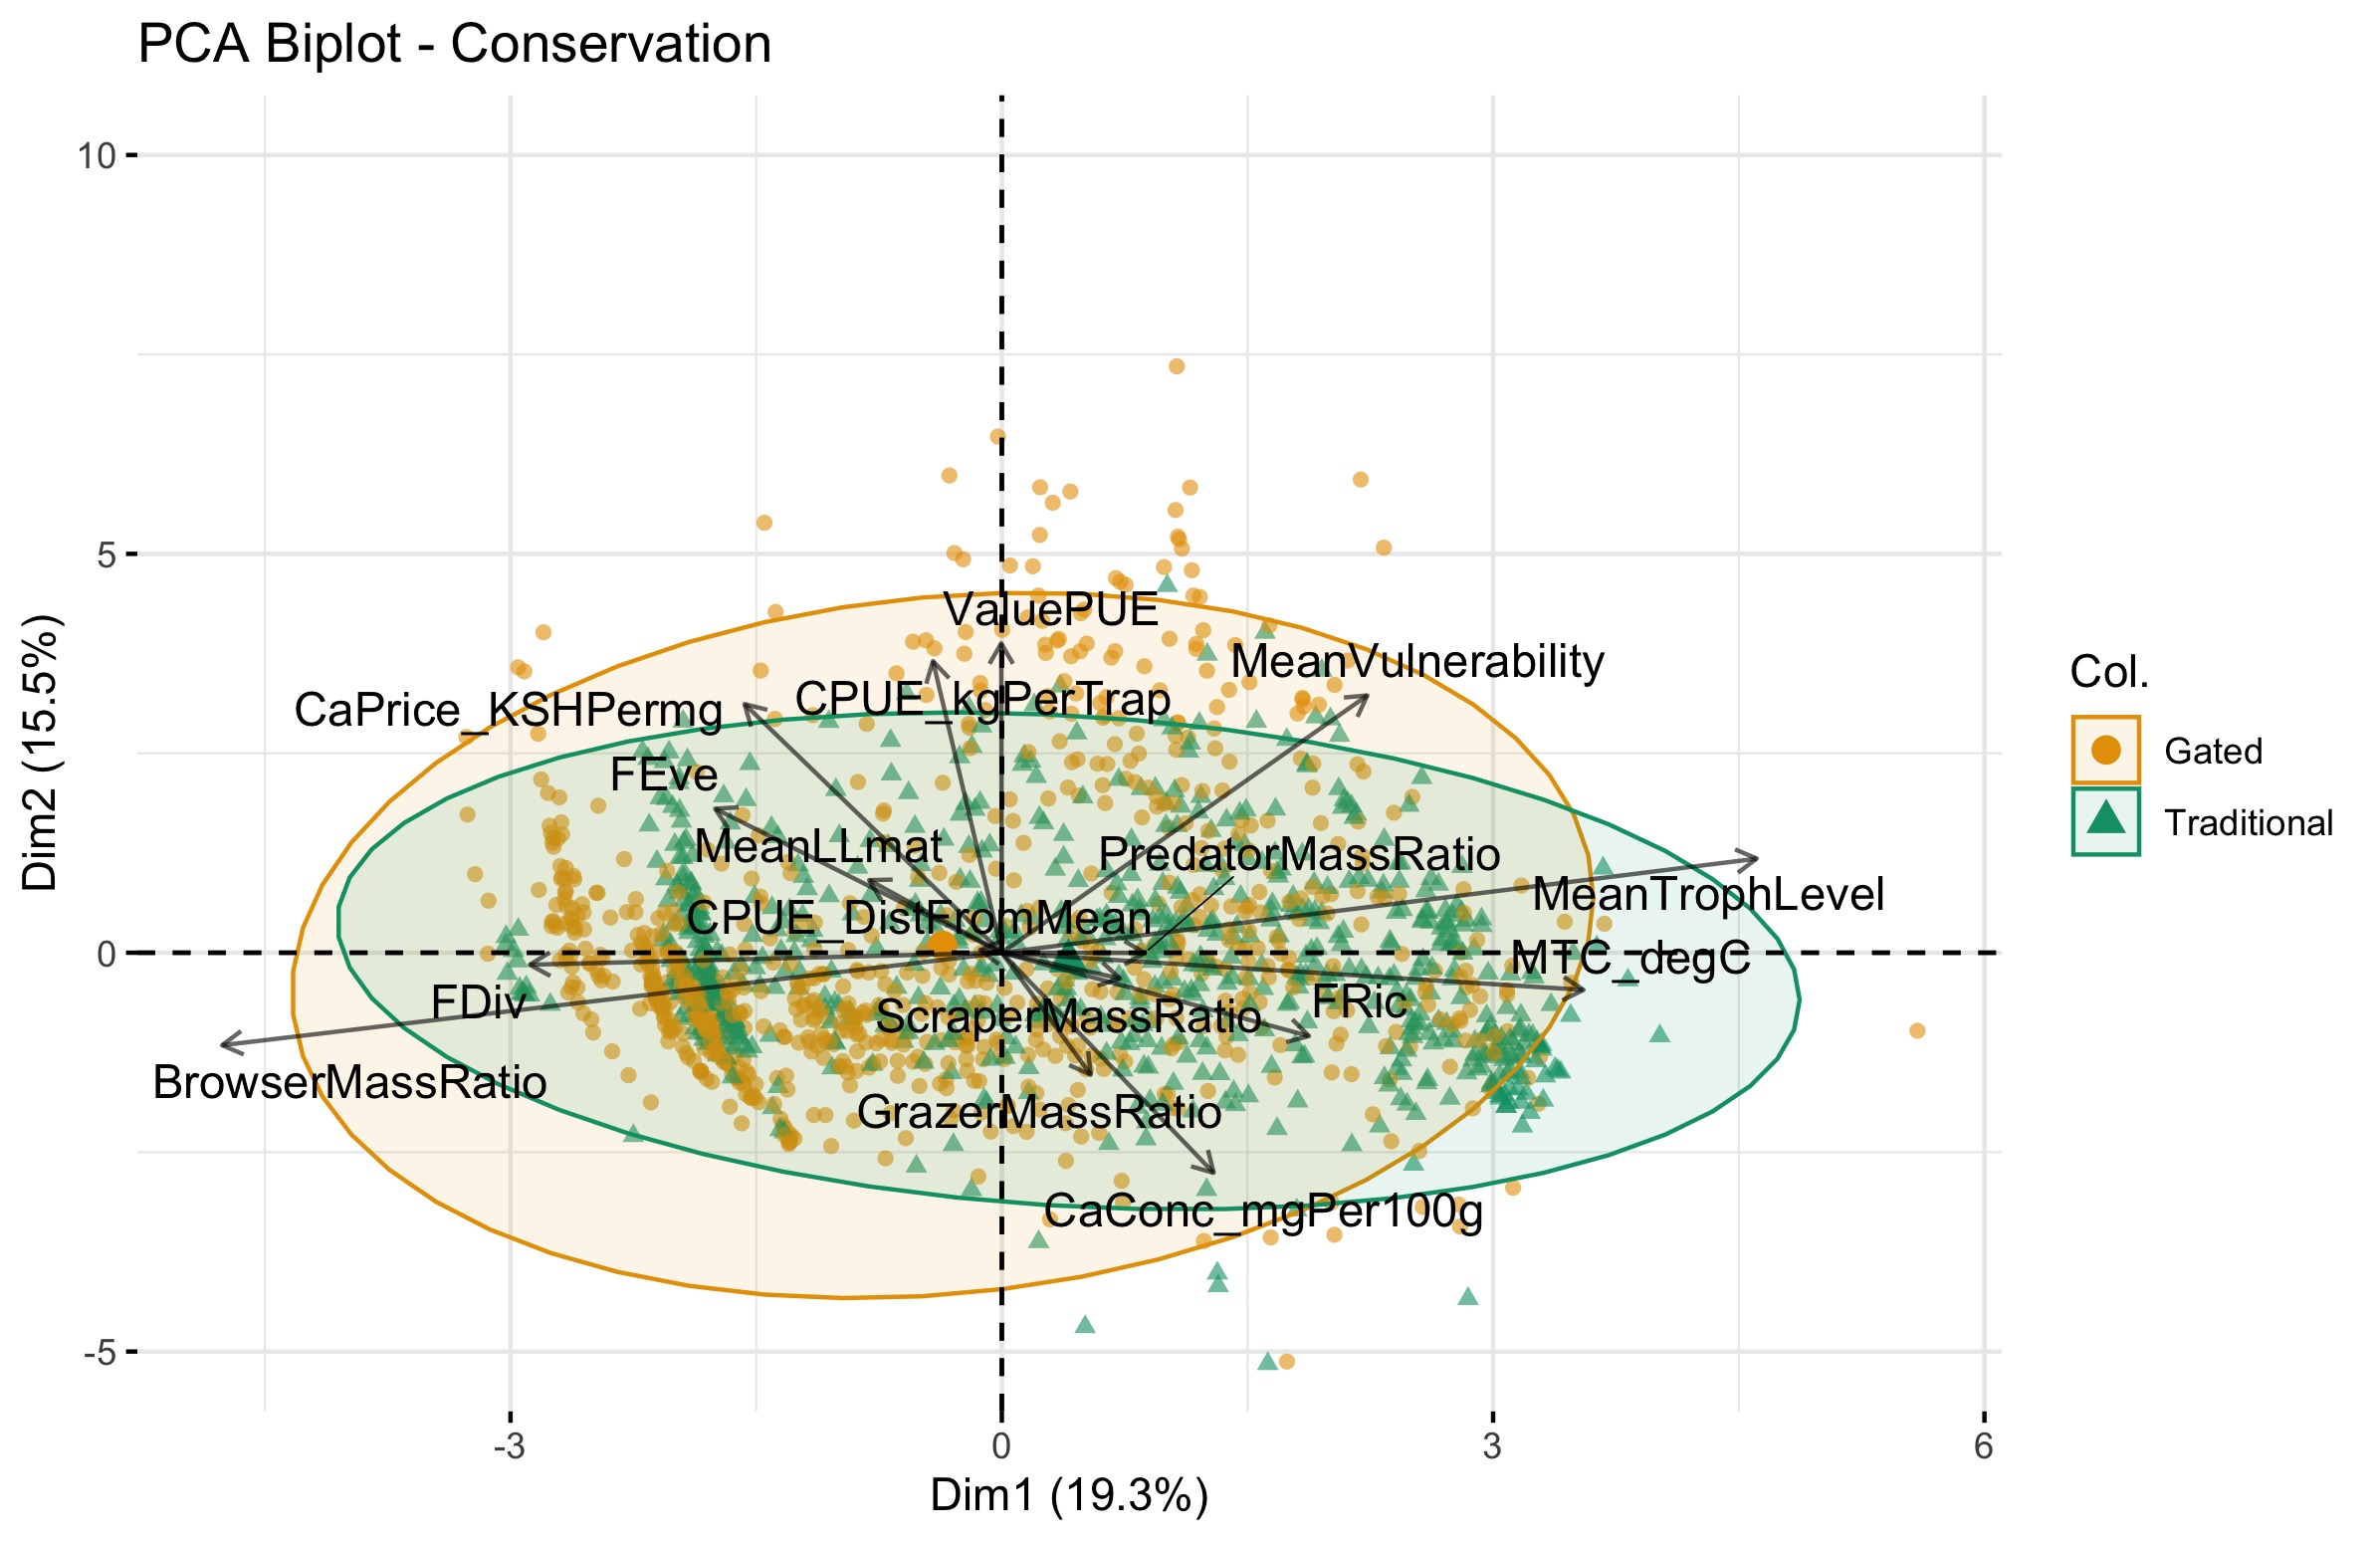 PCA Biplot - Conservation
10
5
0
-5
-3
0
3
6
Dim2 (15.5%)
Dim1 (19.3%)
ValuePUE
MeanVulnerability
CPUE_kgPerTrap
CaPrice_KSHPermg
FEve
MeanLLmat
PredatorMassRatio
MeanTrophLevel
CPUE_DistFromMean
MTC_degC
FDiv
FRic
ScraperMassRatio
BrowserMassRatio
GrazerMassRatio
CaConc_mgPer100g
Col.
Gated
Traditional